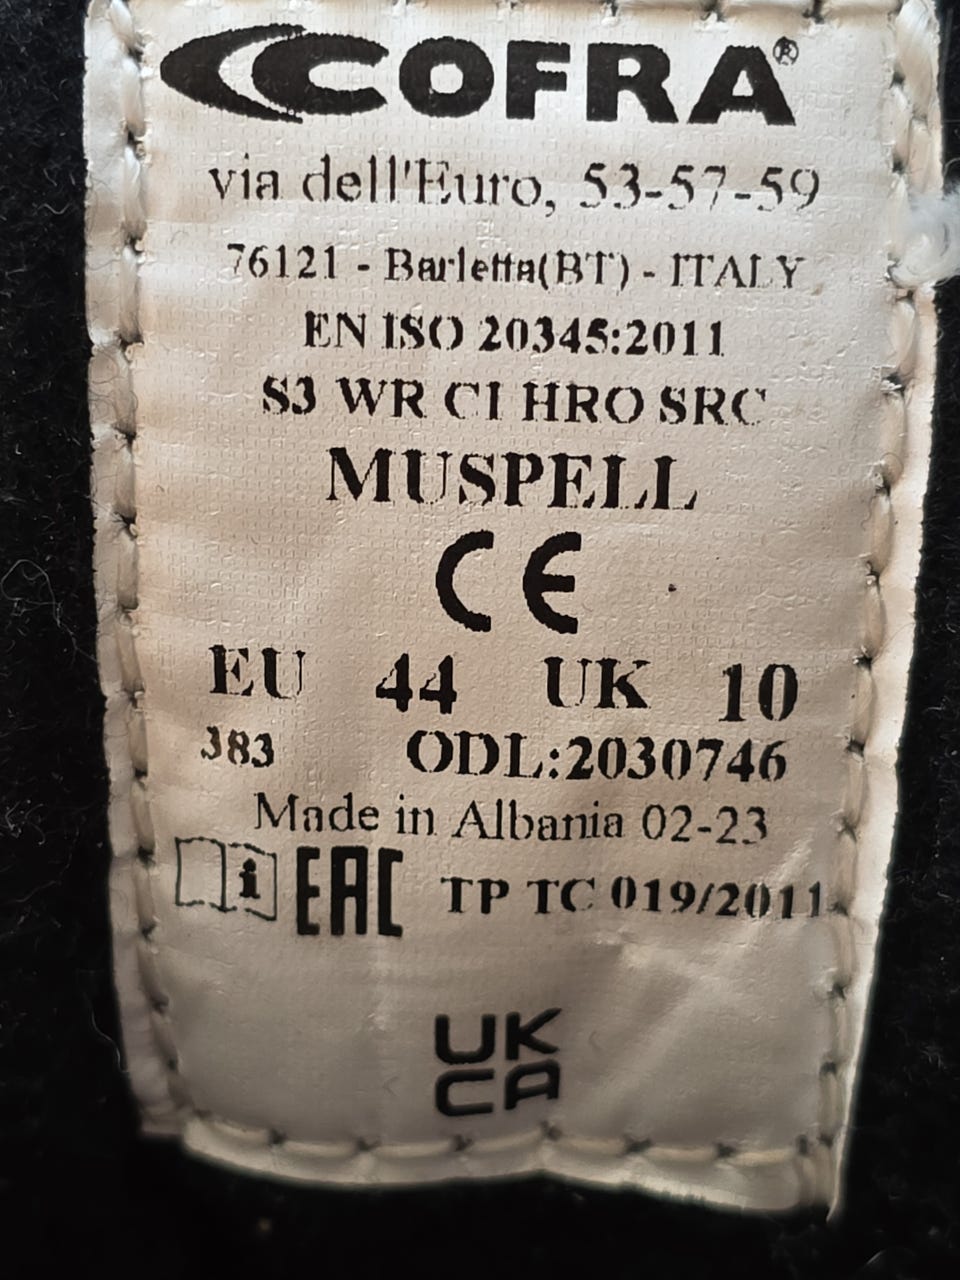 COFRA®
via dell'Euro, 53-57-59
76121 - Barletta(BT) - ITALY
EN ISO 20345:2011
S3 WR CI HRO SRC
MUSPELL
CE
EU 44 UK 10
383 ODL:2030746
Made in Albania 02-23
i EAC TP TC 019/2011
UK
CA